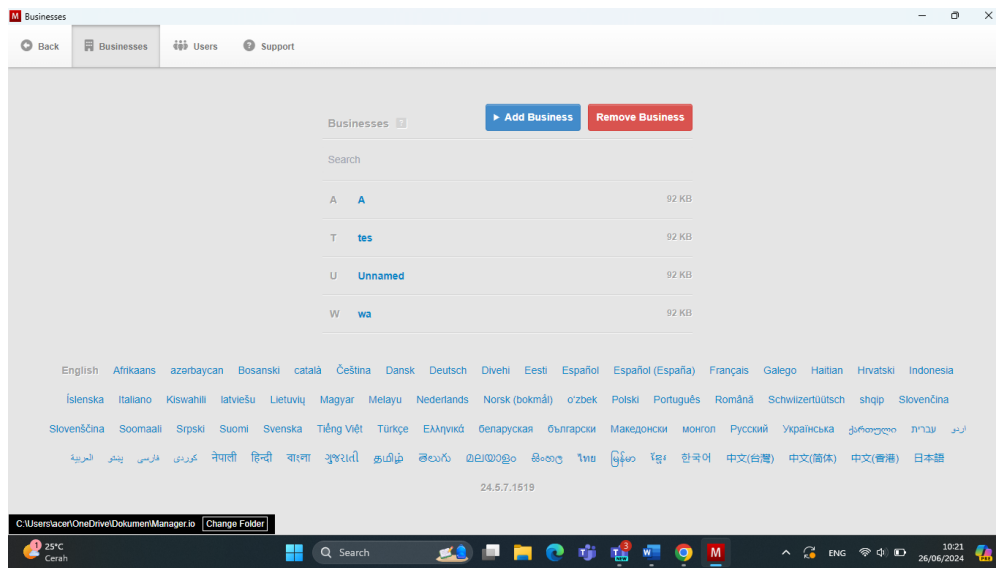 Businesses
Back Businesses Users Support
Businesses ? Add Business Remove Business
Search
A A 92 KB
T tes 92 KB
U Unnamed 92 KB
W wa 92 KB
English Afrikaans azərbaycan Bosanski català Čeština Dansk Deutsch Divehi Eesti Español Español (España) Français Galego Haitian Hrvatski Indonesia
Íslenska Italiano Kiswahili latviešu Lietuvių Magyar Melayu Nederlands Norsk (bokmål) o'zbek Polski Português Română Schwiizertüütsch shqip Slovenčina
Slovenščina Soomaali Srpski Suomi Svenska Tiếng Việt Türkçe Ελληνικά беларуская български Македонски монгол Русский Українська ქართული עברית اردو
العربية پښتو فارسی کوردی नेपाली हिन्दी বাংলা ગુજરાતી தமிழ் తెలుగు മലയാളം සිංහල ไทย မြန်မာ ខ្មែរ 한국어 中文(台灣) 中文(简体) 中文(香港) 日本語
24.5.7.1519
C:\Users\acer\OneDrive\Dokumen\Manager.io Change Folder
1 25°C Search 3 M ENG 10:21
Cerah 26/06/2024